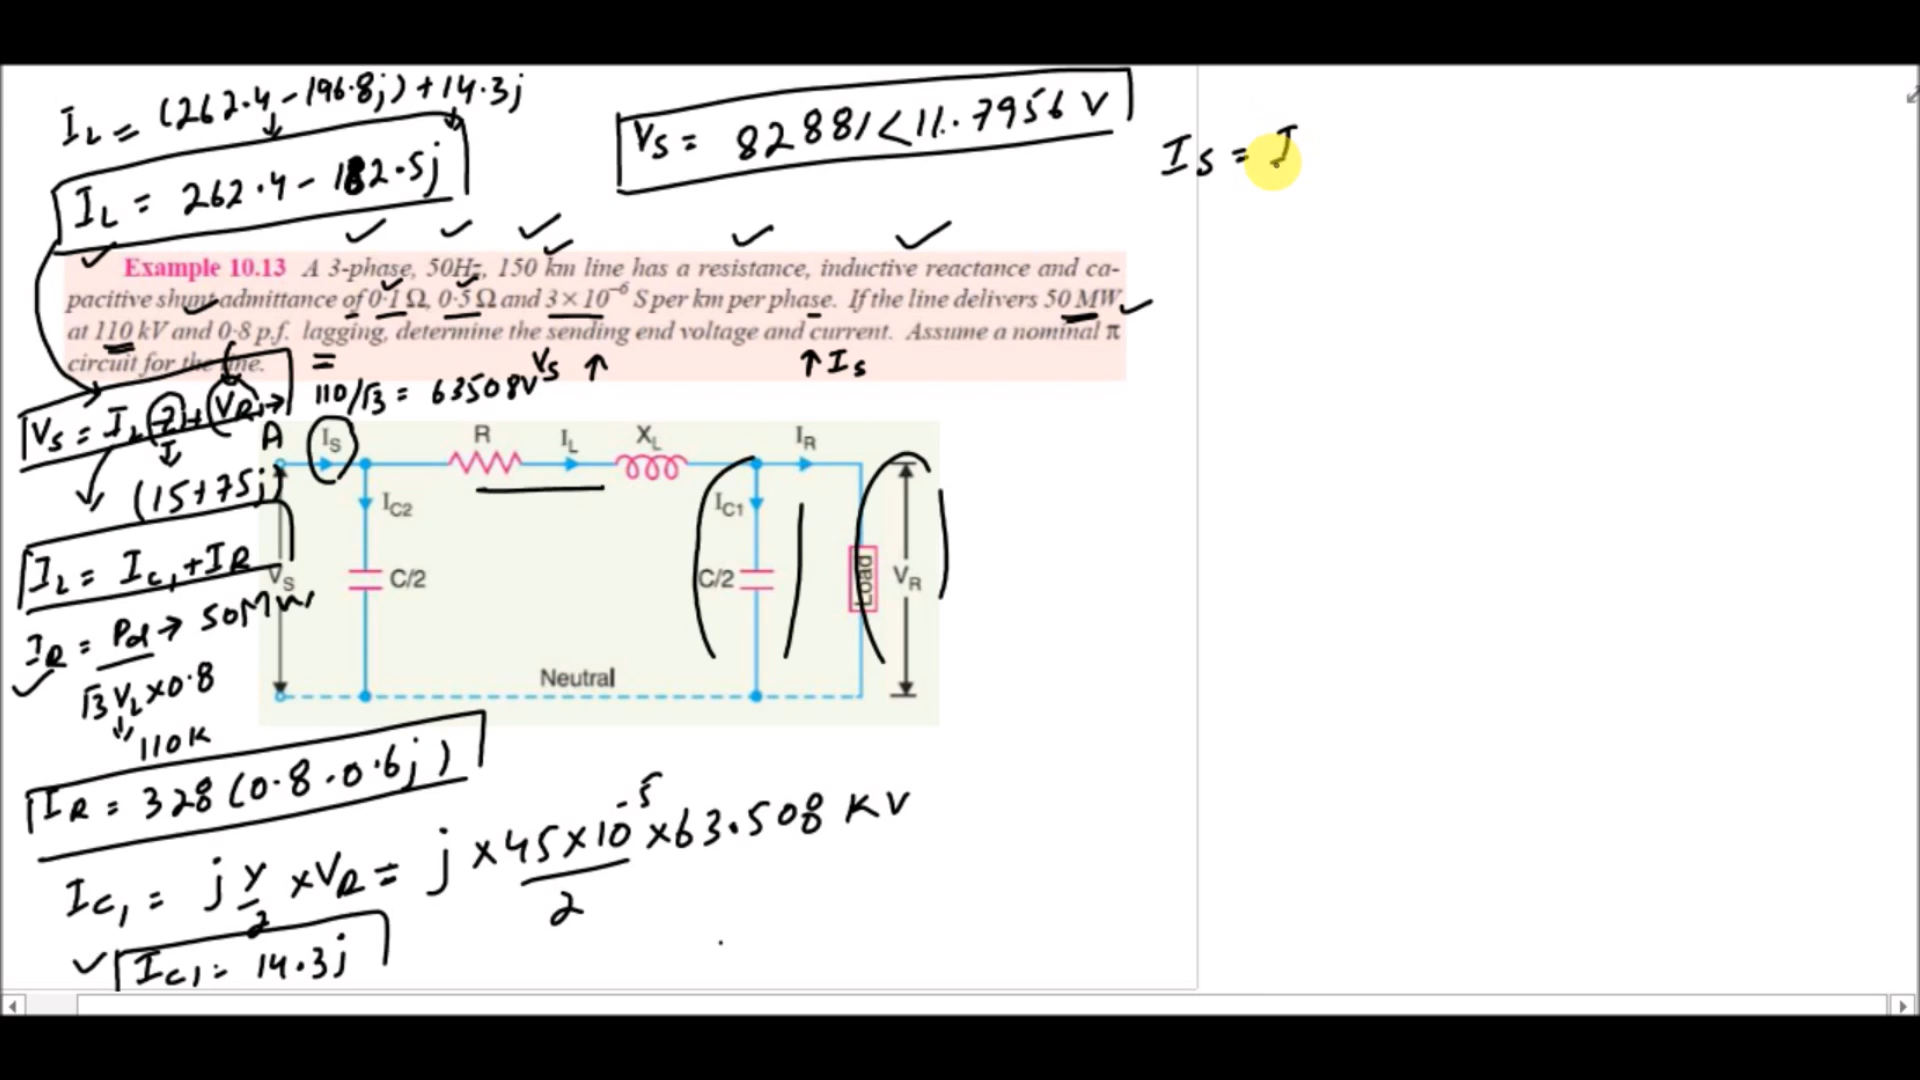 I_L = (262.4 - 196.8j) + 14.3j
I_L = 262.4 - 182.5j
V_S = 82881 < 11.7956 V
I_S = I
Example 10.13 A 3-phase, 50Hz, 150 km line has a resistance, inductive reactance and ca-
pacitive shunt admittance of 0·1 Ω, 0·5 Ω and 3 × 10⁻⁶ S per km per phase. If the line delivers 50 MW
at 110 kV and 0·8 p.f. lagging, determine the sending end voltage and current. Assume a nominal π
circuit for the line.
V_S ↑
↑ I_S
110/√3 = 63508V
V_S = I_L (Z) + V_R
(15+75j)
I_L = I_C1 + I_R
I_R = Pd → 50MW
√3 V_L × 0.8
110K
I_R = 328 (0.8 - 0.6j)
I_C1 = j Y/2 × V_R = j × 45×10^-5/2 × 63.508 KV
I_C1 = 14.3j
A
I_S
R
I_L
X_L
I_R
I_C2
I_C1
V_S
C/2
C/2
Load
V_R
Neutral